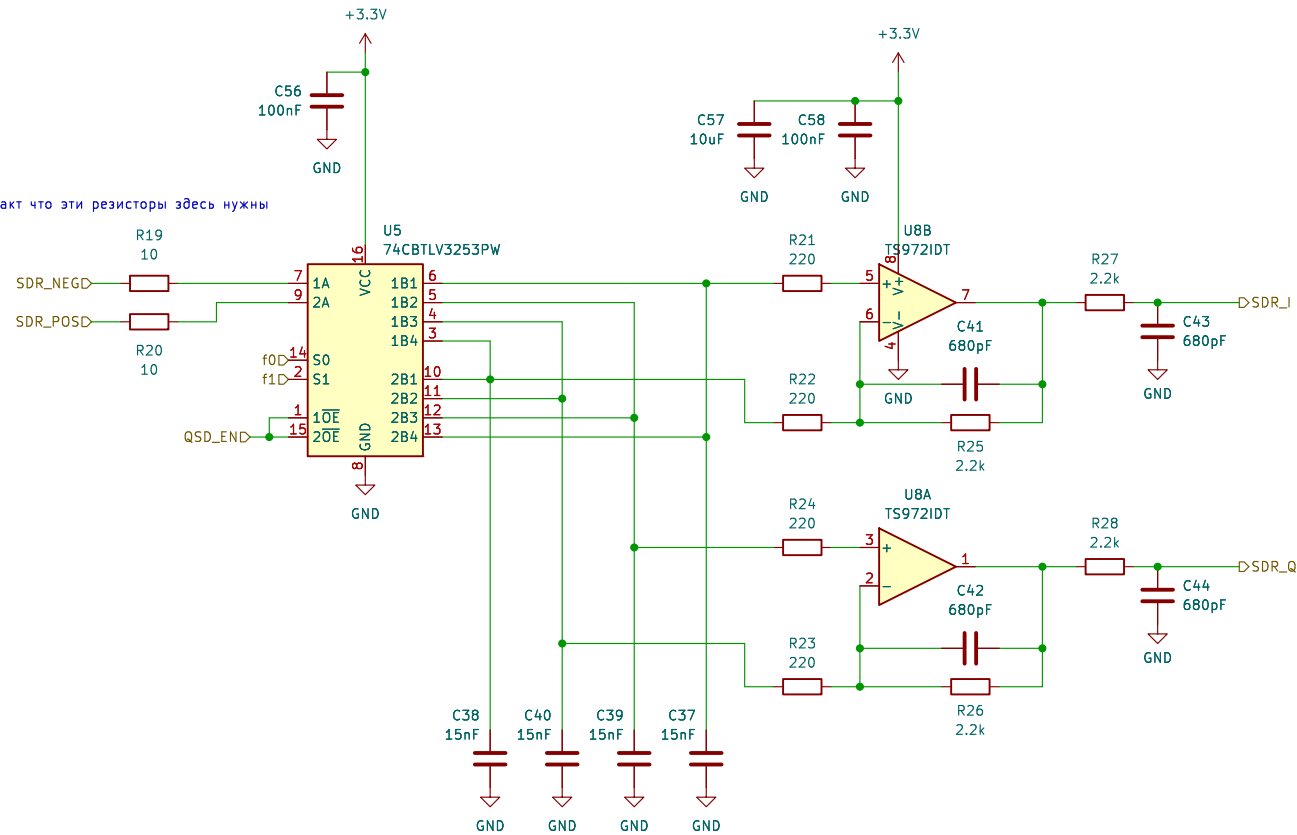 +3.3V
+3.3V
C56
100nF
GND
C57
10uF
C58
100nF
GND
GND
акт что эти резисторы здесь нужны
R19
10
SDR_NEG
SDR_POS
R20
10
f0
f1
QSD_EN
U5
74CBTLV3253PW
16
VCC
7 1A
9 2A
14 S0
2 S1
1 1OE
15 2OE
GND
8
GND
1B1 6
1B2 5
1B3 4
1B4 3
2B1 10
2B2 11
2B3 12
2B4 13
R21
220
R22
220
U8B
TS972IDT
8
V+
5 +
6 −
V-
4
7
GND
C41
680pF
R25
2.2k
R27
2.2k
SDR_I
C43
680pF
GND
R24
220
R23
220
U8A
TS972IDT
3 +
2 −
1
C42
680pF
R26
2.2k
R28
2.2k
SDR_Q
C44
680pF
GND
C38
15nF
C40
15nF
C39
15nF
C37
15nF
GND
GND
GND
GND